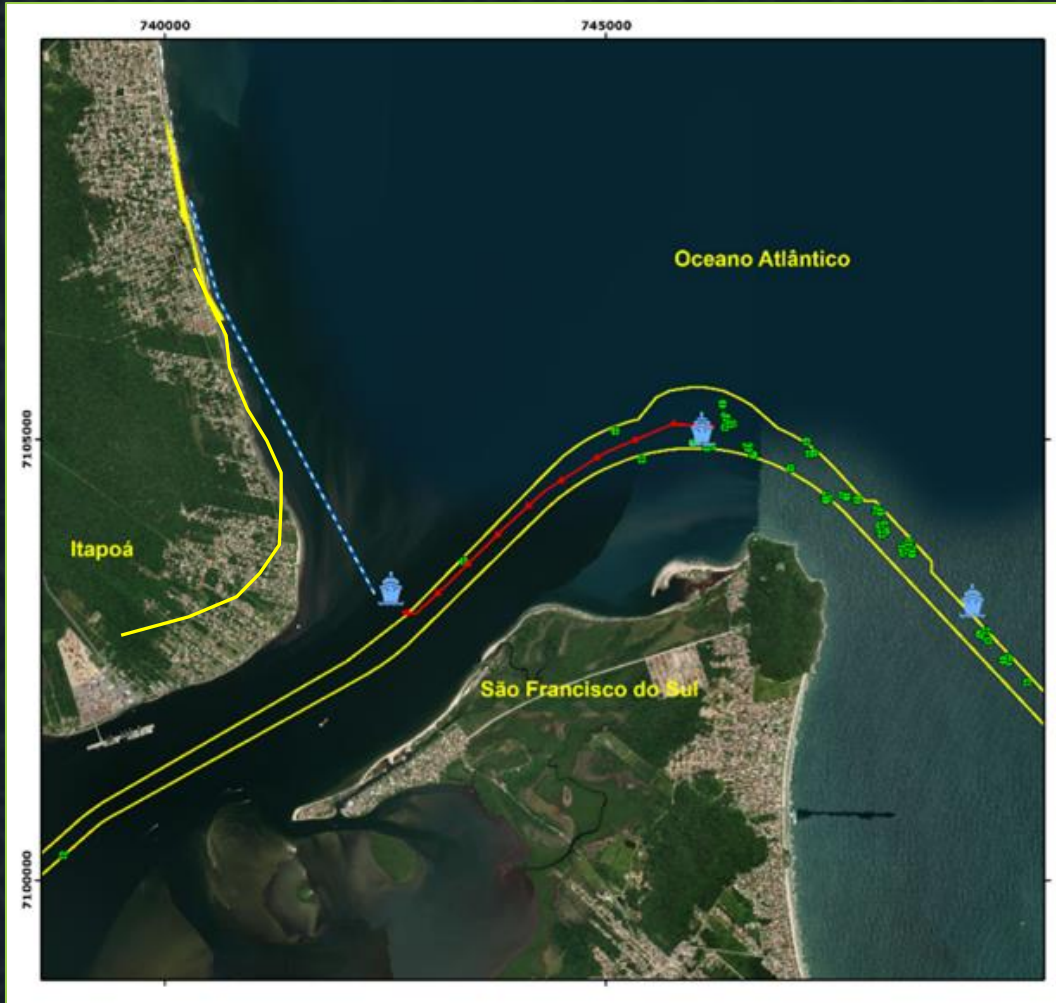 740000
745000
Oceano Atlântico
7105000
Itapoá
São Francisco do Sul
7100000